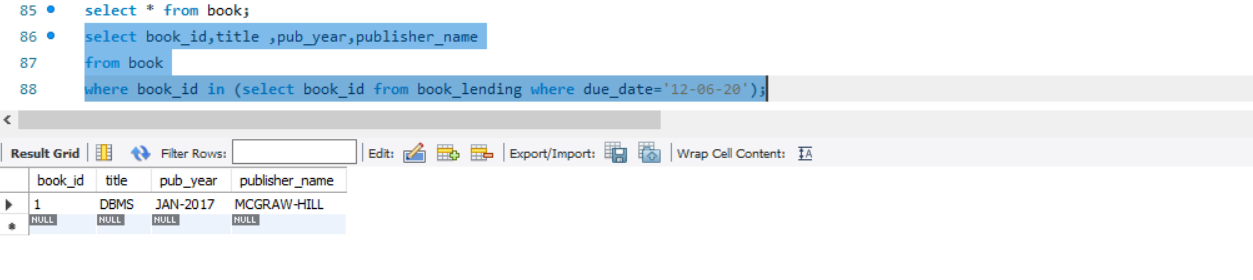 85 select * from book;
86 select book_id,title ,pub_year,publisher_name
87 from book
88 where book_id in (select book_id from book_lending where due_date='12-06-20');
Result Grid Filter Rows: Edit: Export/Import: Wrap Cell Content: IA
book_id title pub_year publisher_name
1 DBMS JAN-2017 MCGRAW-HILL
NULL NULL NULL NULL